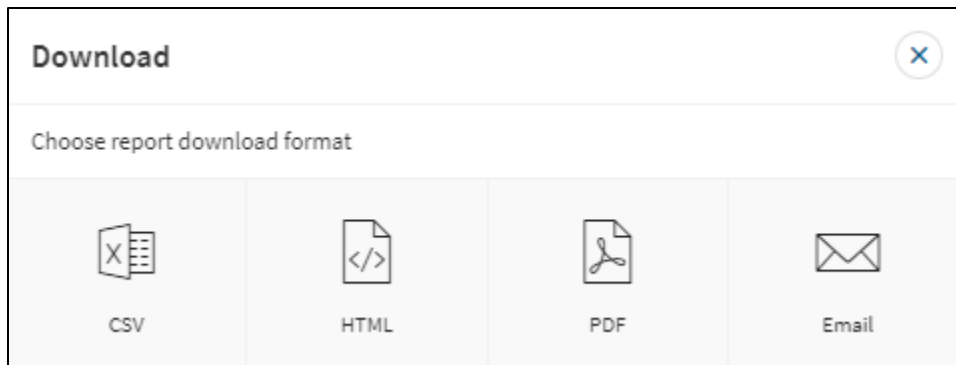 Download
Choose report download format
CSV
HTML
PDF
Email